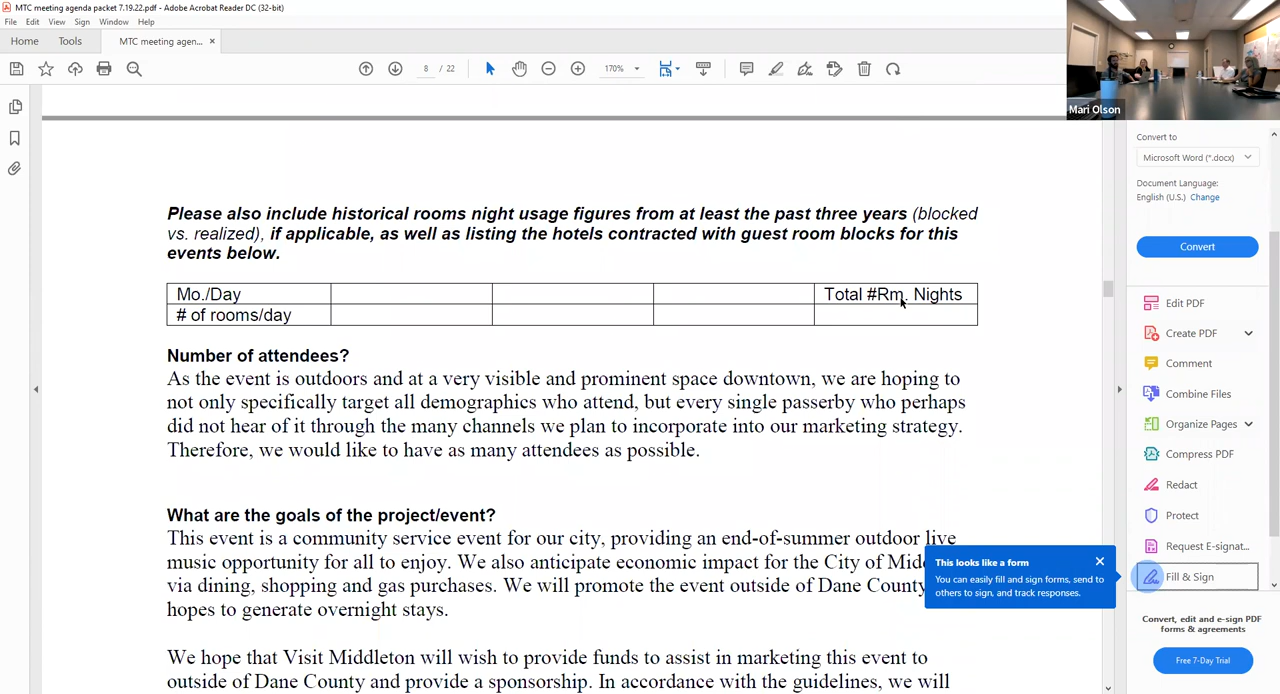 MTC meeting agenda packet 7.19.22.pdf - Adobe Acrobat Reader DC (32-bit)
File Edit View Sign Window Help
Home Tools MTC meeting agen... ×
8 / 22 170%
Mari Olson
Please also include historical rooms night usage figures from at least the past three years (blocked
vs. realized), if applicable, as well as listing the hotels contracted with guest room blocks for this
events below.
Mo./Day Total #Rm. Nights
# of rooms/day
Number of attendees?
As the event is outdoors and at a very visible and prominent space downtown, we are hoping to
not only specifically target all demographics who attend, but every single passerby who perhaps
did not hear of it through the many channels we plan to incorporate into our marketing strategy.
Therefore, we would like to have as many attendees as possible.
What are the goals of the project/event?
This event is a community service event for our city, providing an end-of-summer outdoor live
music opportunity for all to enjoy. We also anticipate economic impact for the City of Midd
via dining, shopping and gas purchases. We will promote the event outside of Dane County
hopes to generate overnight stays.
We hope that Visit Middleton will wish to provide funds to assist in marketing this event to
outside of Dane County and provide a sponsorship. In accordance with the guidelines, we will
This looks like a form
You can easily fill and sign forms, send to
others to sign, and track responses.
Convert to
Microsoft Word (*.docx)
Document Language:
English (U.S.) Change
Convert
Edit PDF
Create PDF
Comment
Combine Files
Organize Pages
Compress PDF
Redact
Protect
Request E-signat...
Fill & Sign
Convert, edit and e-sign PDF
forms & agreements
Free 7-Day Trial